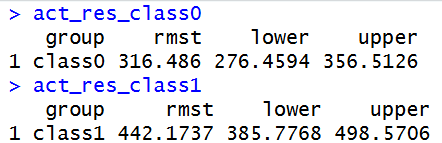 > act_res_class0
group rmst lower upper
1 class0 316.486 276.4594 356.5126
> act_res_class1
group rmst lower upper
1 class1 442.1737 385.7768 498.5706